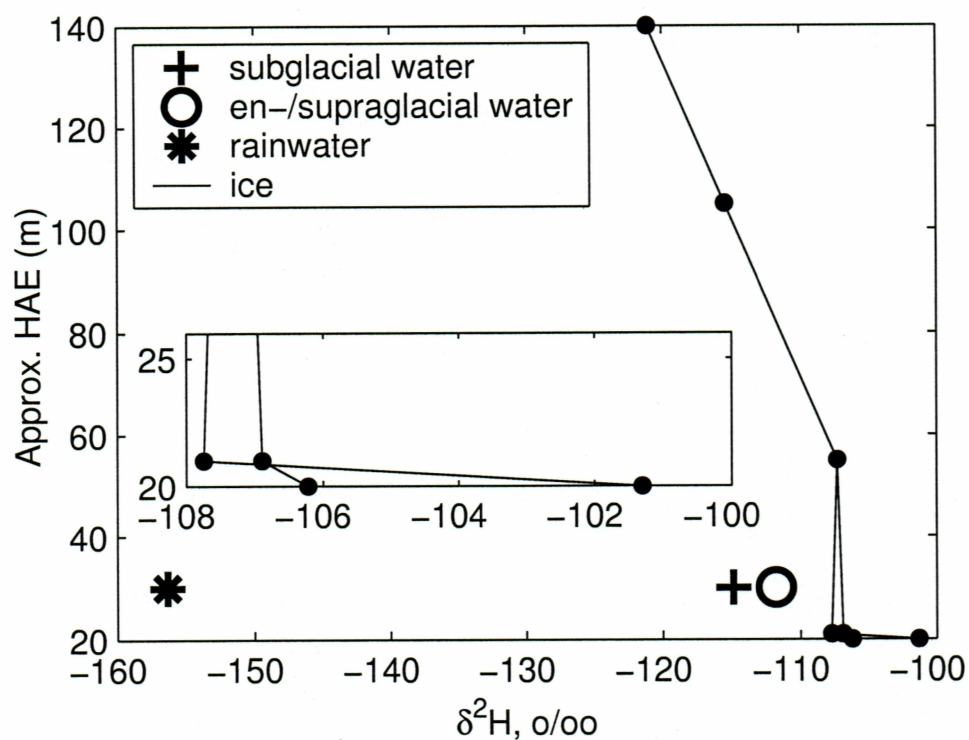 140
120
100
80
60
40
20
Approx. HAE (m)
subglacial water
en-/supraglacial water
rainwater
ice
25
20
-108 -106 -104 -102 -100
-160 -150 -140 -130 -120 -110 -100
δ²H, o/oo